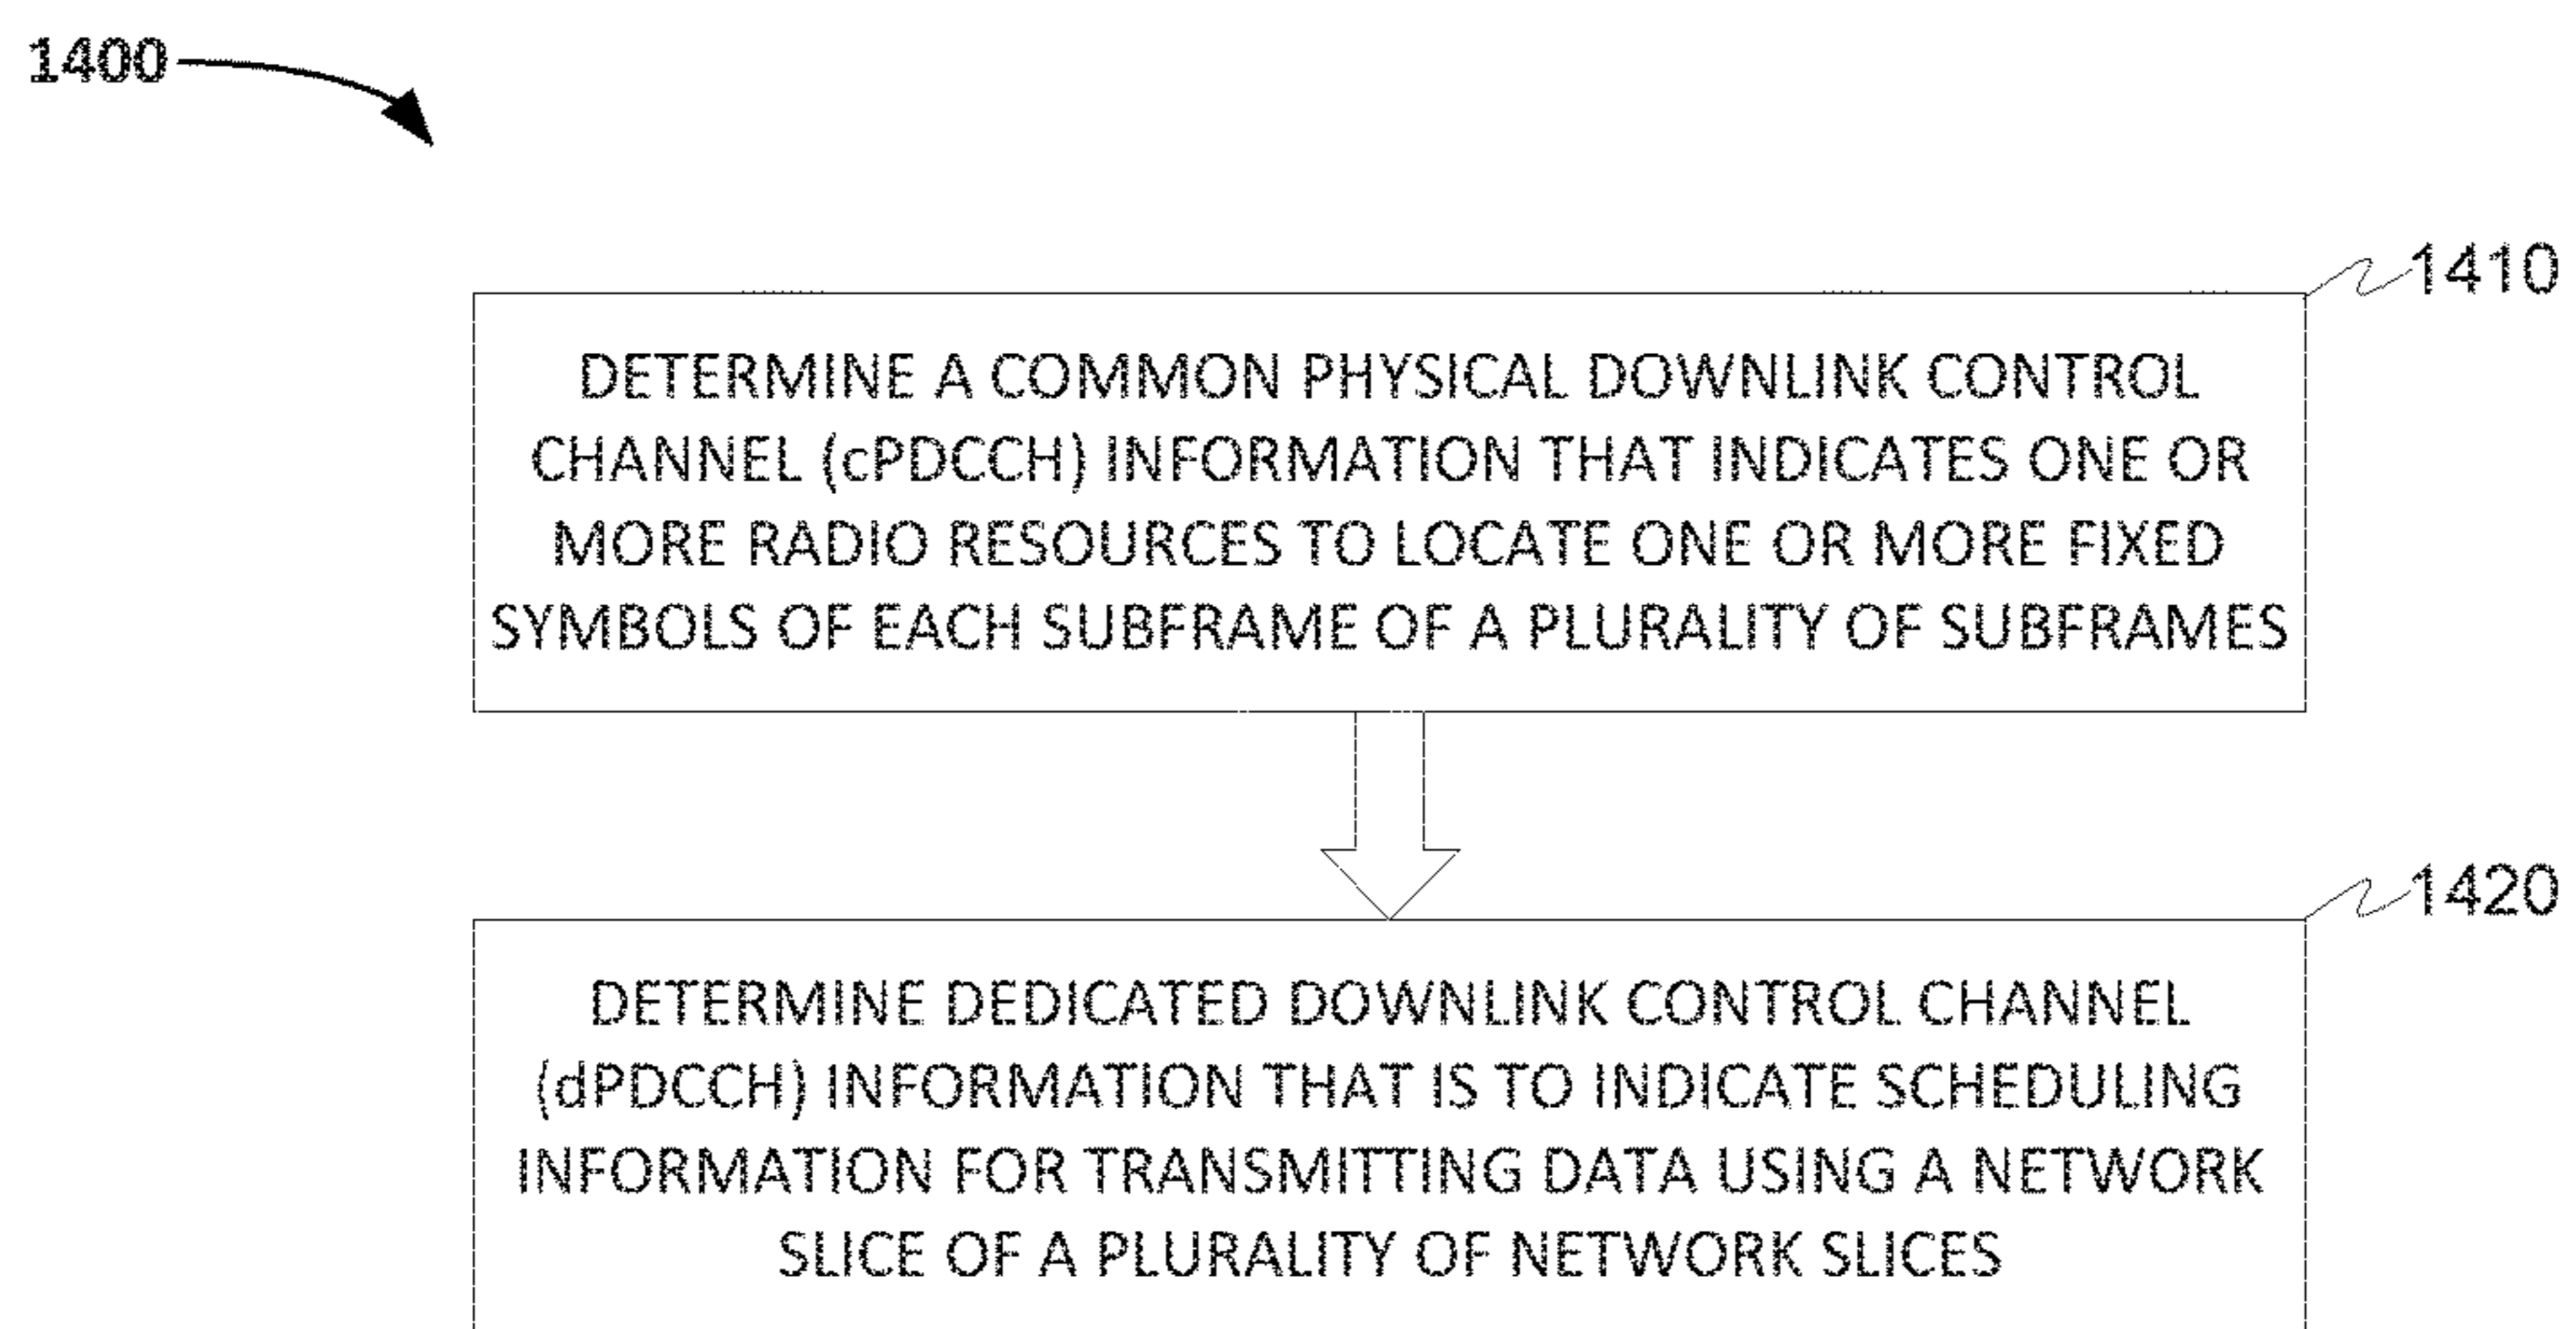 1400
1410
DETERMINE A COMMON PHYSICAL DOWNLINK CONTROL
CHANNEL (cPDCCH) INFORMATION THAT INDICATES ONE OR
MORE RADIO RESOURCES TO LOCATE ONE OR MORE FIXED
SYMBOLS OF EACH SUBFRAME OF A PLURALITY OF SUBFRAMES
1420
DETERMINE DEDICATED DOWNLINK CONTROL CHANNEL
(dPDCCH) INFORMATION THAT IS TO INDICATE SCHEDULING
INFORMATION FOR TRANSMITTING DATA USING A NETWORK
SLICE OF A PLURALITY OF NETWORK SLICES